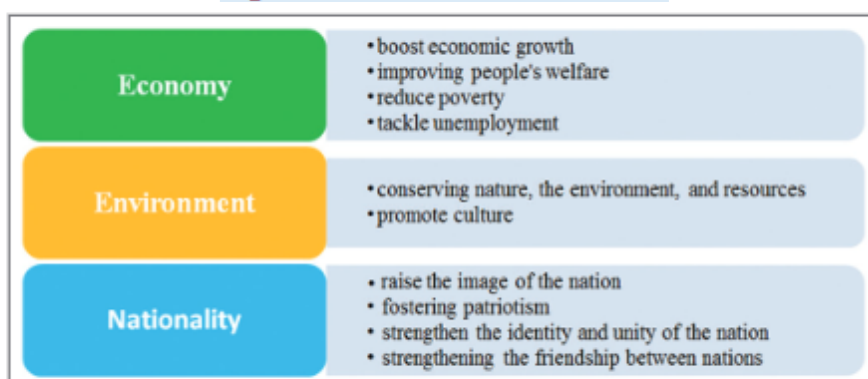 Economy
•boost economic growth
•improving people's welfare
•reduce poverty
•tackle unemployment
Environment
•conserving nature, the environment, and resources
•promote culture
Nationality
• raise the image of the nation
• fostering patriotism
• strengthen the identity and unity of the nation
• strengthening the friendship between nations